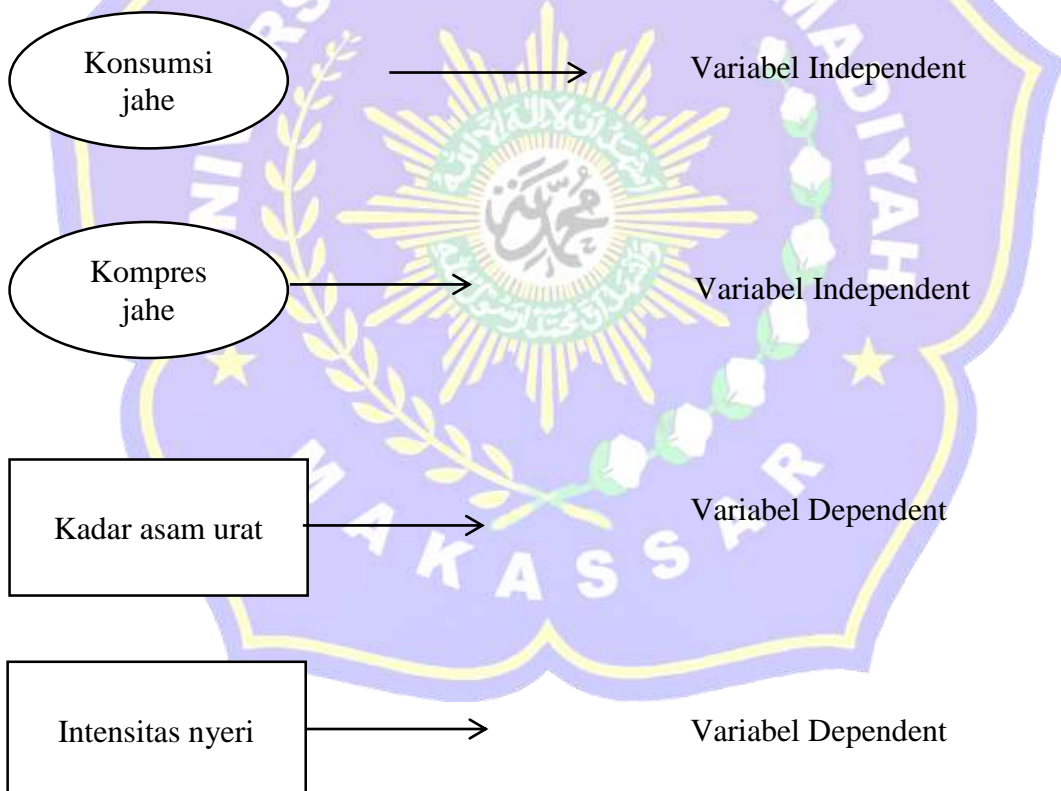 Konsumsi
jahe
Variabel Independent
Kompres
jahe
Variabel Independent
Kadar asam urat
Variabel Dependent
Intensitas nyeri
Variabel Dependent
MAKASSAR